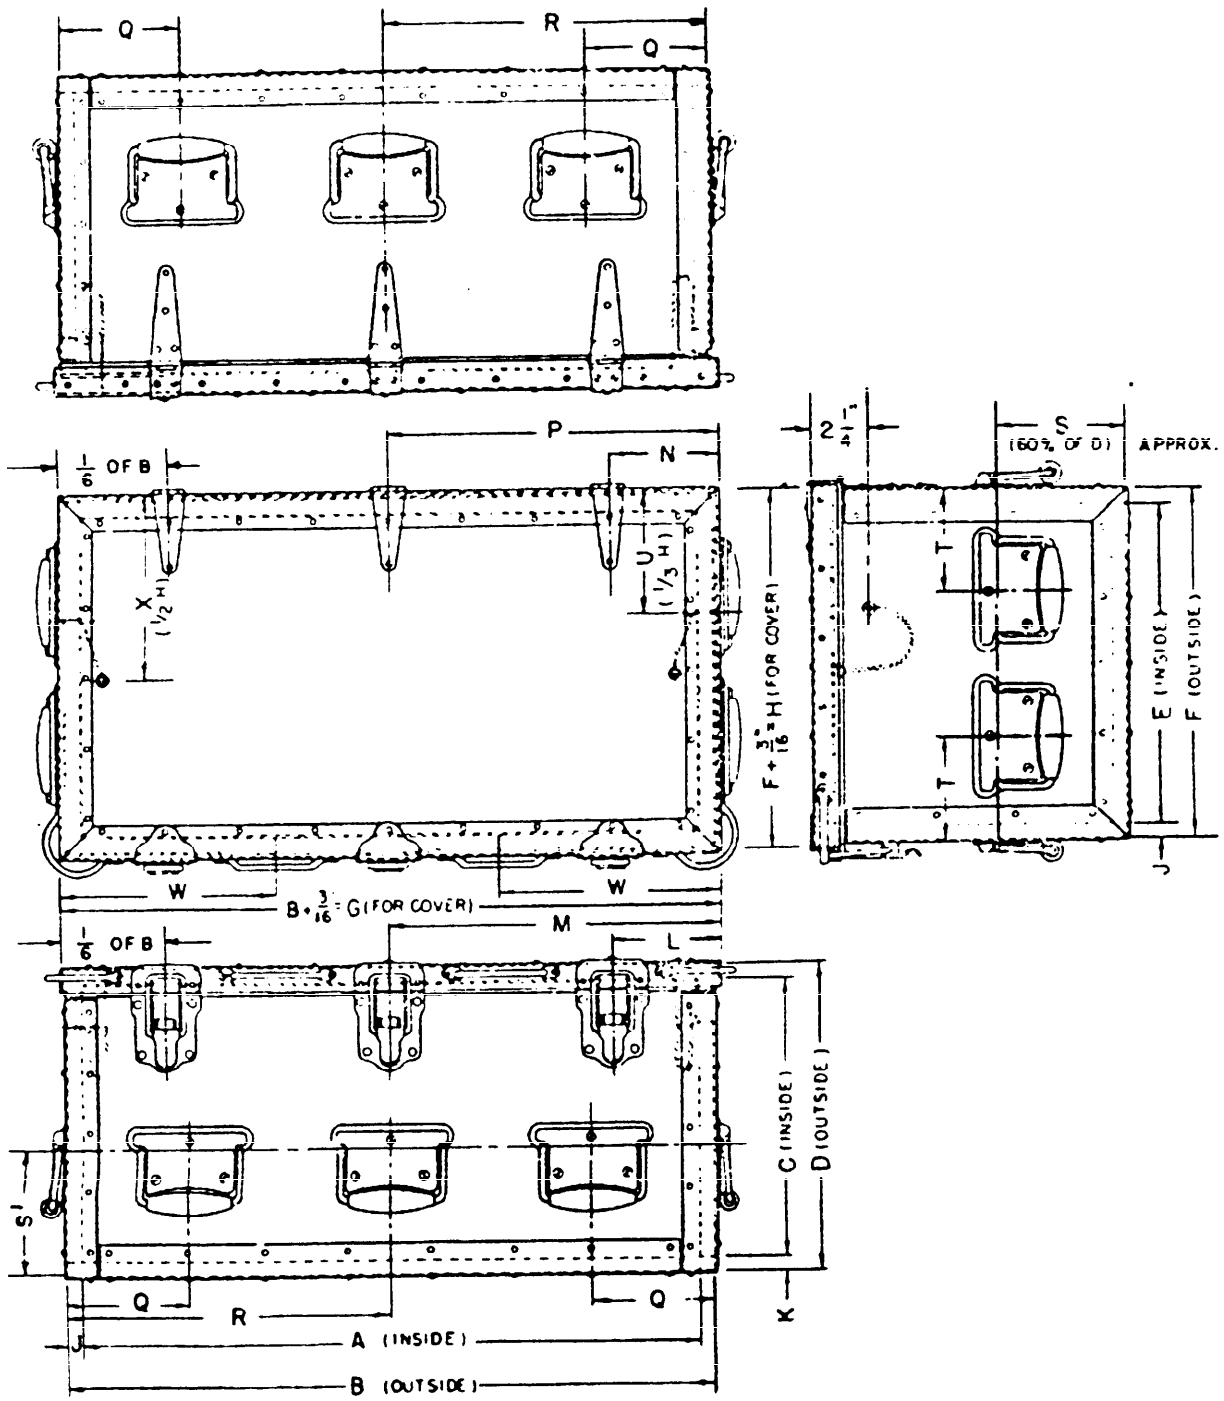 Q
R
Q
P
N
1/6 OF B
X
(1/2 H)
U
(1/3 H)
F + 3/16" = H (FOR COVER)
2 1/4"
S
(60% OF D) APPROX.
T
T
E (INSIDE)
F (OUTSIDE)
J
W
W
B + 3/16 = G (FOR COVER)
M
1/6 OF B
L
C (INSIDE)
D (OUTSIDE)
S'
K
Q
Q
R
J
A (INSIDE)
B (OUTSIDE)